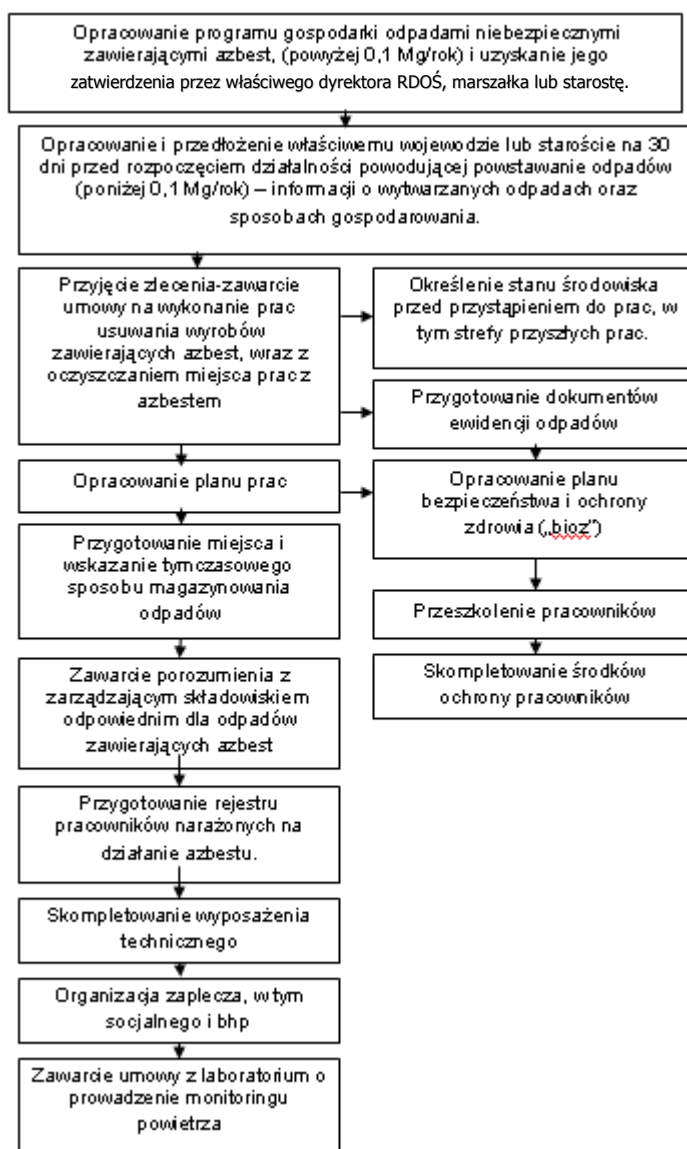 Opracowanie programu gospodarki odpadami niebezpiecznymi
zawierającymi azbest, (powyżej 0,1 Mg/rok) i uzyskanie jego
zatwierdzenia przez właściwego dyrektora RDOŚ, marszałka lub starostę.
Opracowanie i przedłożenie właściwemu wojewodzie lub staroście na 30
dni przed rozpoczęciem działalności powodującej powstawanie odpadów
(poniżej 0,1 Mg/rok) – informacji o wytwarzanych odpadach oraz
sposobach gospodarowania.
Przyjęcie zlecenia-zawarcie
umowy na wykonanie prac
usuwania wyrobów
zawierających azbest, wraz z
oczyszczaniem miejsca prac z
azbestem
Określenie stanu środowiska
przed przystąpieniem do prac, w
tym strefy przyszłych prac.
Przygotowanie dokumentów
ewidencji odpadów
Opracowanie planu prac
Opracowanie planu
bezpieczeństwa i ochrony
zdrowia („bioz”)
Przygotowanie miejsca i
wskazanie tymczasowego
sposobu magazynowania
odpadów
Przeszkolenie pracowników
Zawarcie porozumienia z
zarządzającym składowiskiem
odpowiednim dla odpadów
zawierających azbest
Skompletowanie środków
ochrony pracowników
Przygotowanie rejestru
pracowników narażonych na
działanie azbestu.
Skompletowanie wyposażenia
technicznego
Organizacja zaplecza, w tym
socjalnego i bhp
Zawarcie umowy z laboratorium o
prowadzenie monitoringu
powietrza